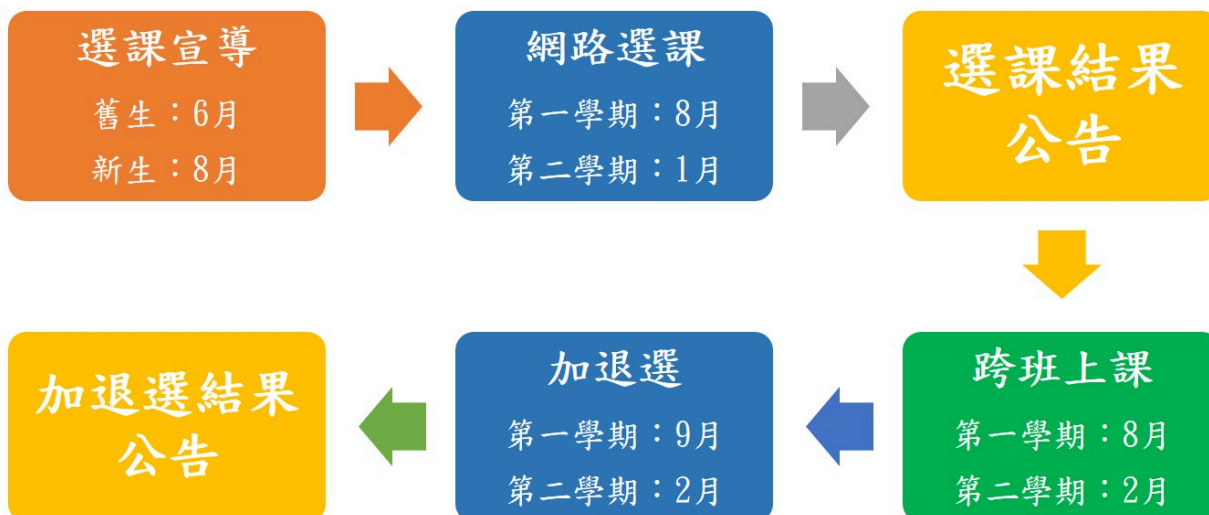 選課宣導
舊生：6月
新生：8月
網路選課
第一學期：8月
第二學期：1月
選課結果
公告
跨班上課
第一學期：8月
第二學期：2月
加退選
第一學期：9月
第二學期：2月
加退選結果
公告